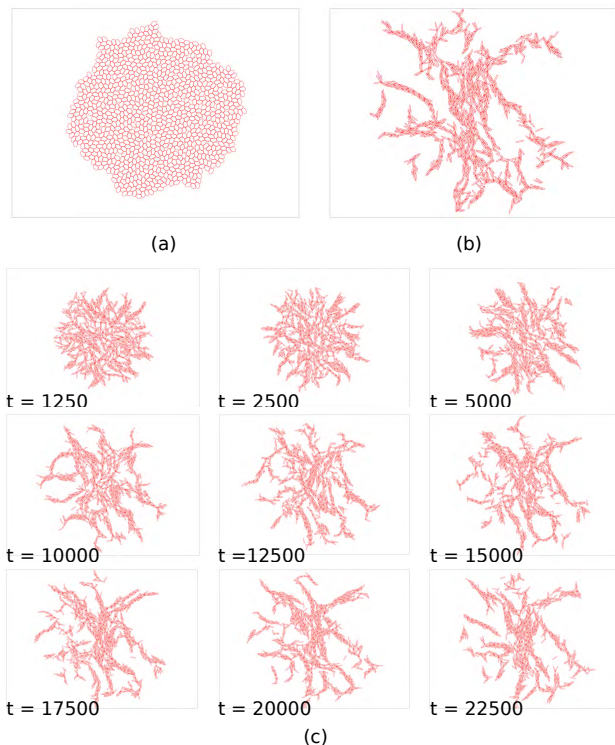 (a) (b)
t = 1250 t = 2500 t = 5000
t = 10000 t =12500 t = 15000
t = 17500 t = 20000 t = 22500
(c)